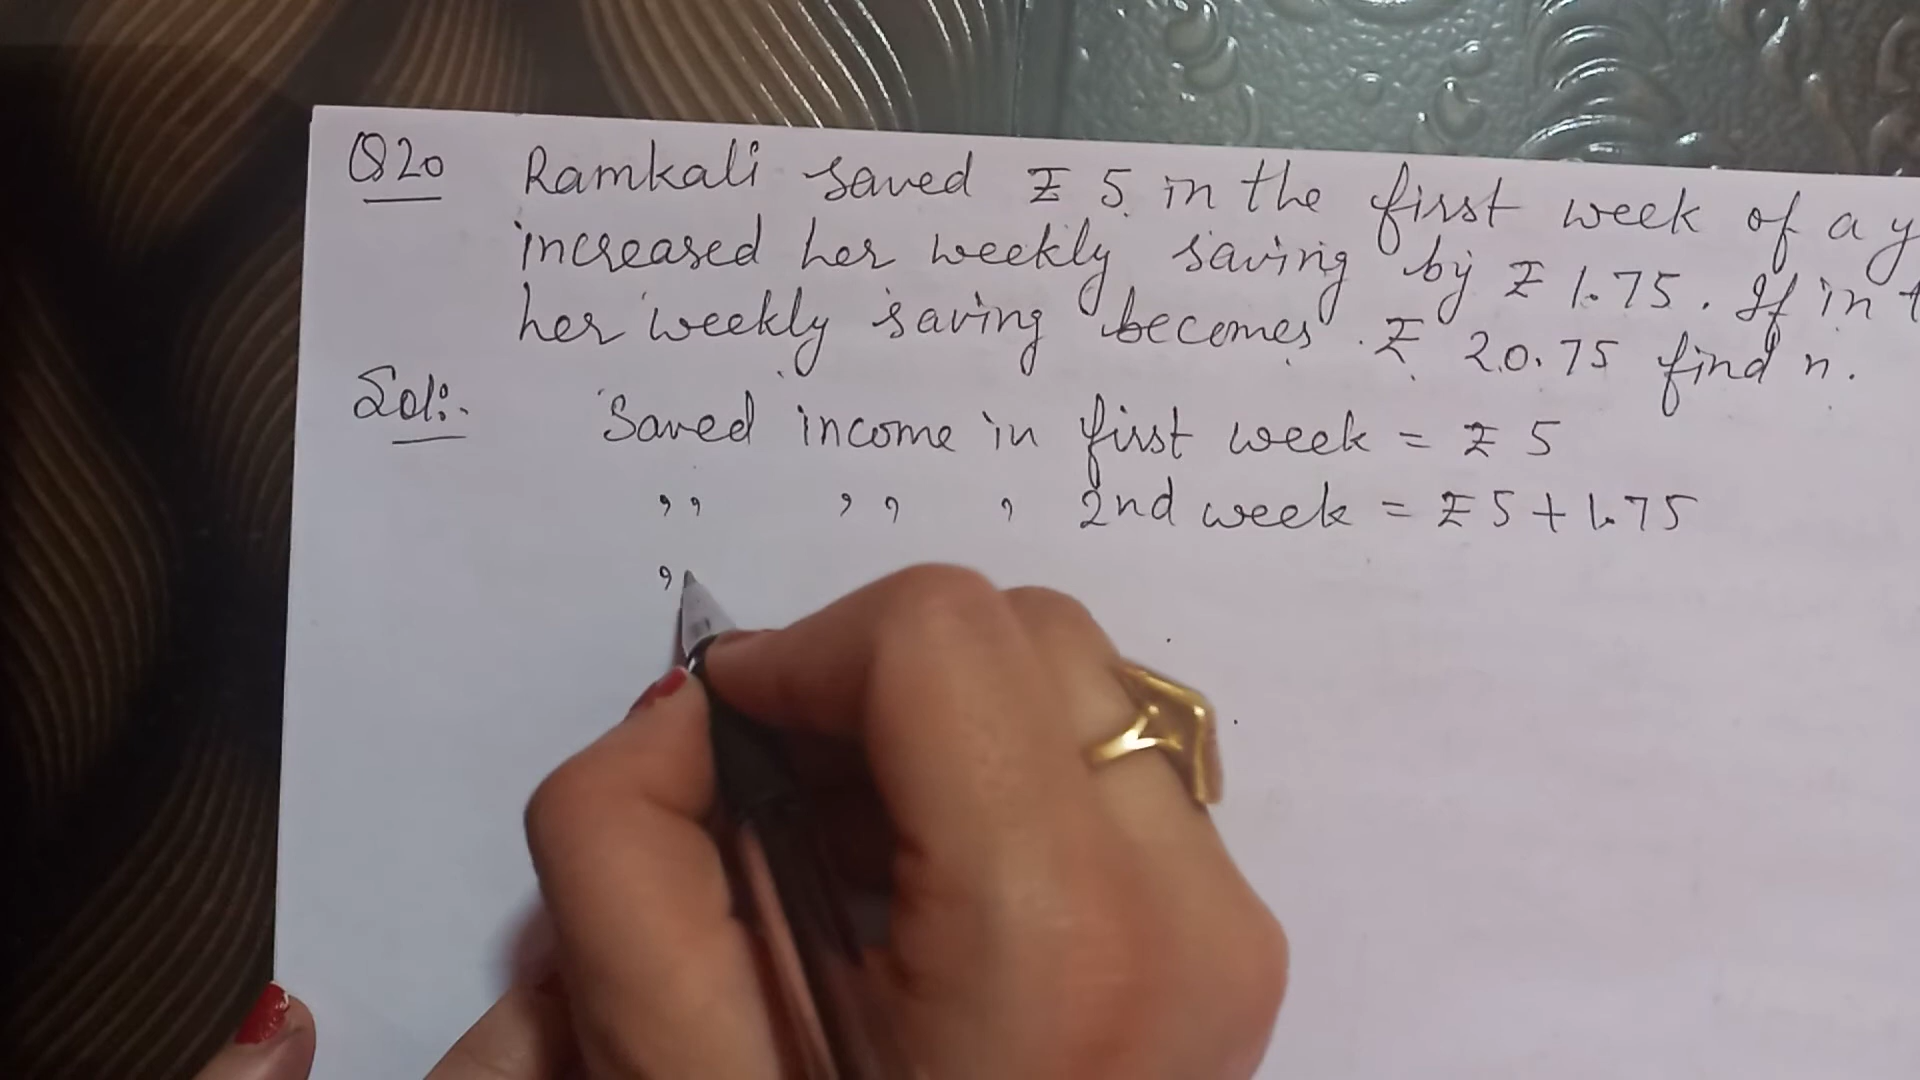 Q20 Ramkali saved ₹ 5 in the first week of a y
increased her weekly saving by ₹ 1.75. If in t
her weekly saving becomes ₹ 20.75 find n.
Sol:. Saved income in first week = ₹ 5
,, ,, , 2nd week = ₹ 5 + 1.75
,